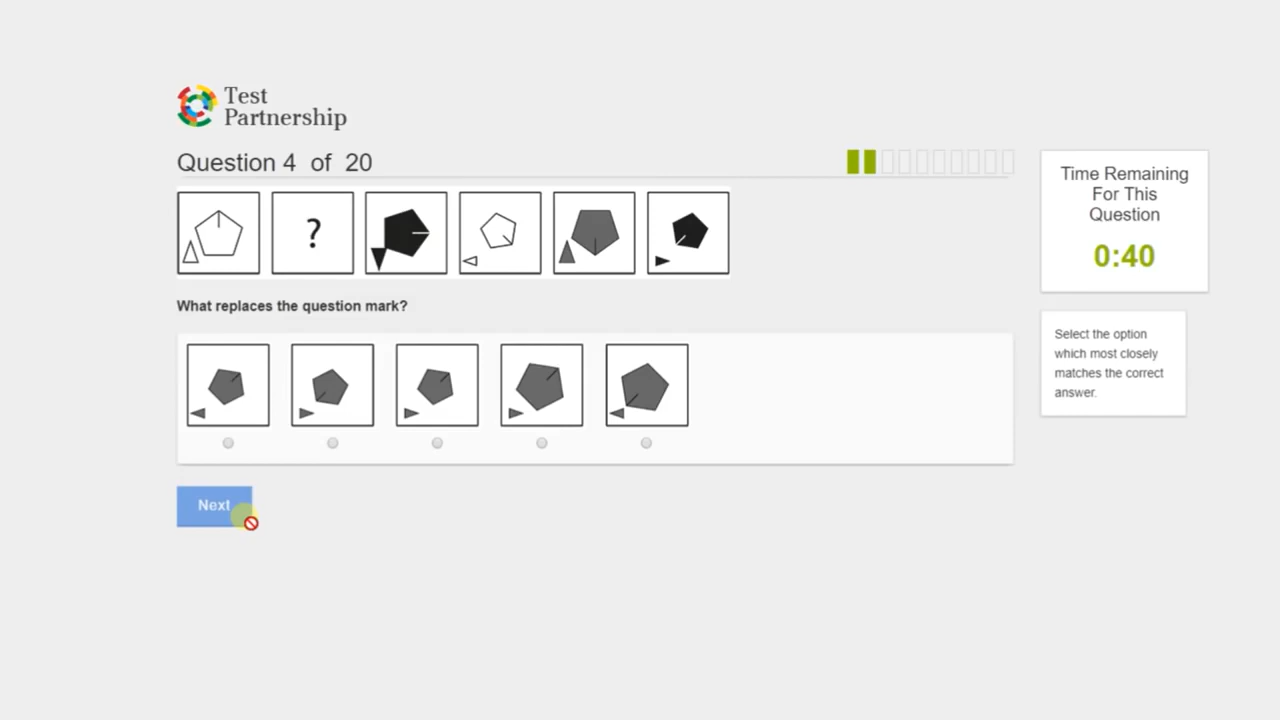 Test
Partnership
Question 4 of 20
?
What replaces the question mark?
Next
Time Remaining
For This
Question
0:40
Select the option
which most closely
matches the correct
answer.